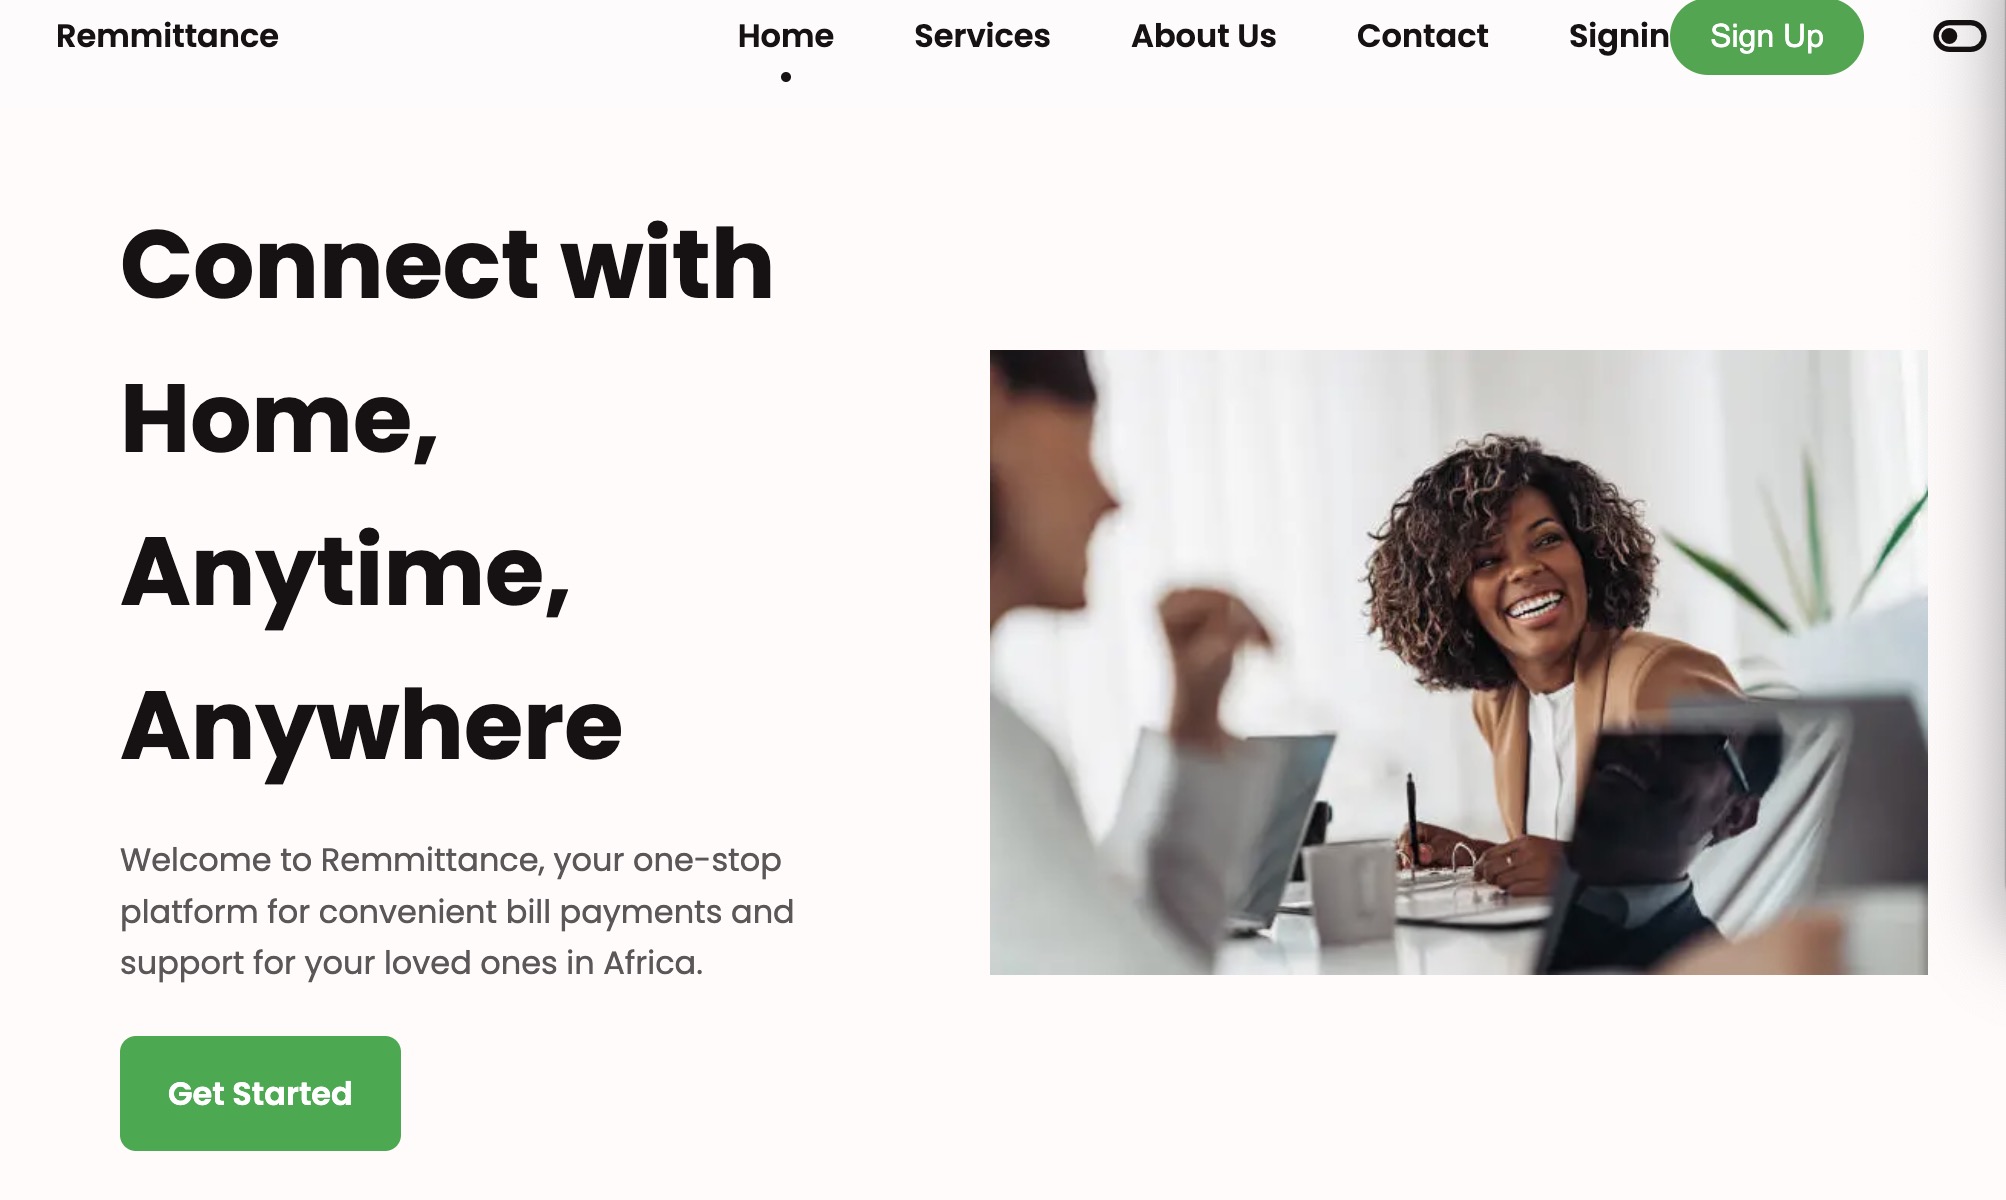 Remmittance
Home
Services
About Us
Contact
Signin
Sign Up
Connect with
Home,
Anytime,
Anywhere
Welcome to Remmittance, your one-stop
platform for convenient bill payments and
support for your loved ones in Africa.
Get Started